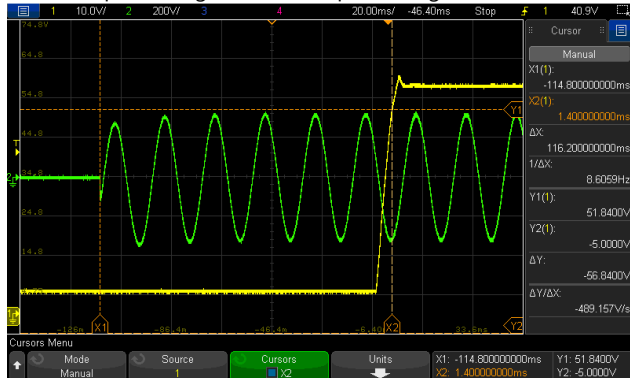 1 10.0V/ 2 200V/ 3 4 20.00ms/ -46.40ms Stop 1 40.9V
74.8V
64.8
54.8
44.8
34.8
24.8
14.8
-126m -86.4m -46.4m -6.40m 33.6ms
X1 X2 Y1 Y2
Cursor
Manual
X1(1):
-114.800000000ms
X2(1):
1.400000000ms
ΔX:
116.200000000ms
1/ΔX:
8.6059Hz
Y1(1):
51.8400V
Y2(1):
-5.0000V
ΔY:
-56.8400V
ΔY/ΔX:
-489.157V/s
Cursors Menu
Mode
Manual
Source
1
Cursors
X2
Units
X1: -114.800000000ms
X2: 1.400000000ms
Y1: 51.8400V
Y2: -5.0000V